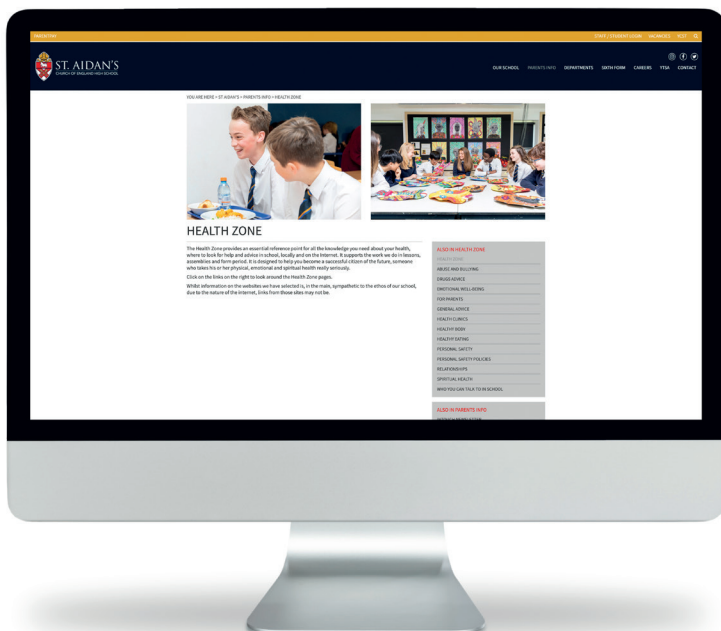 PARENTPAY
STAFF / STUDENT LOGIN VACANCIES
ST. AIDAN'S
CHURCH OF ENGLAND HIGH SCHOOL
OUR SCHOOL PARENTS INFO DEPARTMENTS SIXTH FORM CAREERS YTSA CONTACT
YOU ARE HERE > ST AIDAN'S > PARENTS INFO > HEALTH ZONE
HEALTH ZONE
The Health Zone provides an essential reference point for all the knowledge you need about your health,
where to look for help and advice in school, locally and on the Internet. It supports the work we do in lessons,
assemblies and form period. It is designed to help you become a successful citizen of the future, someone
who takes his or her physical, emotional and spiritual health really seriously.
Click on the links on the right to look around the Health Zone pages.
Whilst information on the websites we have selected is, in the main, sympathetic to the ethos of our school,
due to the nature of the internet, links from those sites may not be.
ALSO IN HEALTH ZONE
HEALTH ZONE
ABUSE AND BULLYING
DRUGS ADVICE
EMOTIONAL WELL-BEING
FOR PARENTS
GENERAL ADVICE
HEALTH CLINICS
HEALTHY BODY
HEALTHY EATING
PERSONAL SAFETY
PERSONAL SAFETY POLICIES
RELATIONSHIPS
SPIRITUAL HEALTH
WHO YOU CAN TALK TO IN SCHOOL
ALSO IN PARENTS INFO